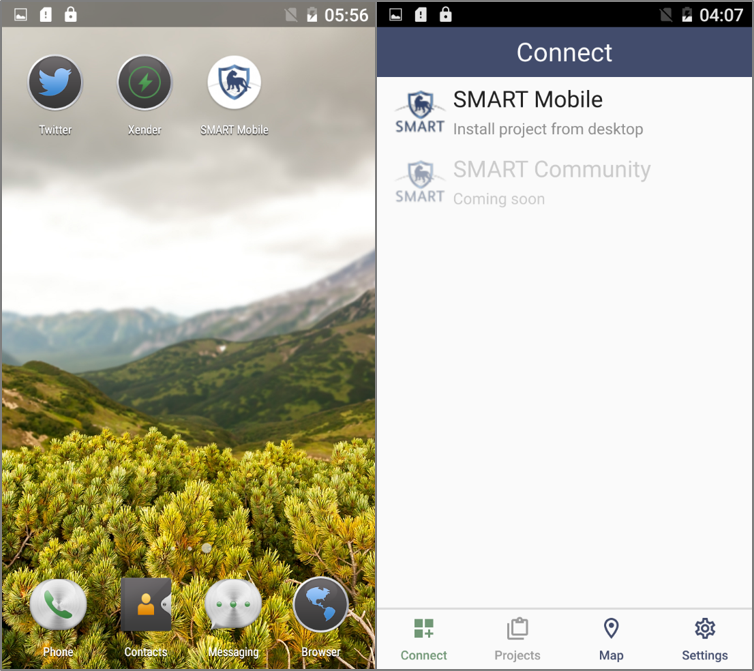 05:56
Twitter
Xender
SMART Mobile
Phone
Contacts
Messaging
Browser
04:07
Connect
SMART
SMART Mobile
Install project from desktop
SMART
SMART Community
Coming soon
Connect
Projects
Map
Settings